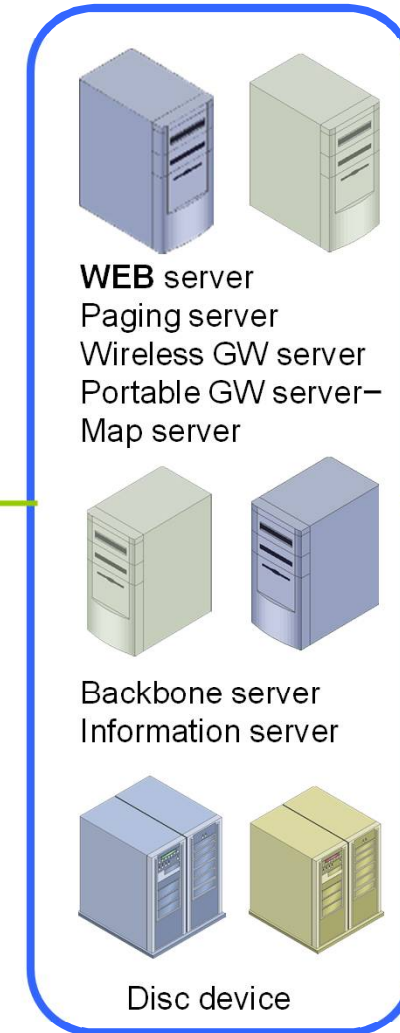 WEB server
Paging server
Wireless GW server
Portable GW server−
Map server
Backbone server
Information server
Disc device